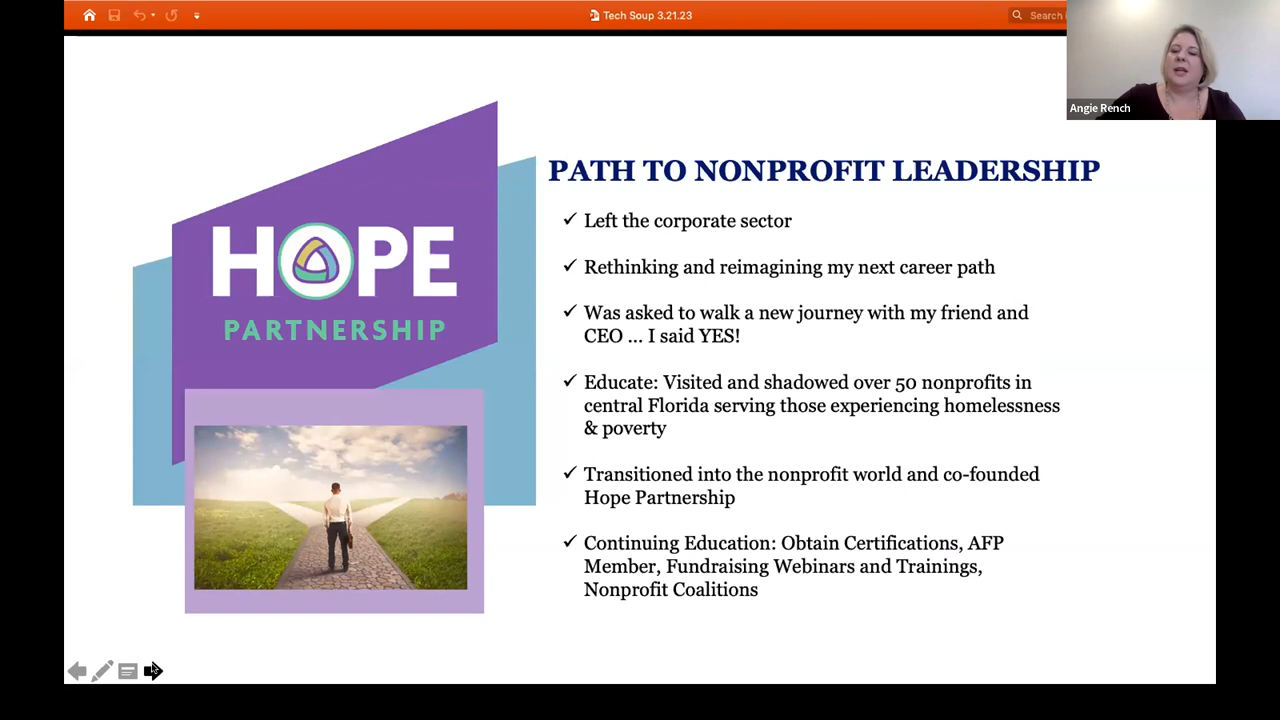 Tech Soup 3.21.23
Search i
Angie Rench
HOPE
PARTNERSHIP
PATH TO NONPROFIT LEADERSHIP
✓ Left the corporate sector
✓ Rethinking and reimagining my next career path
✓ Was asked to walk a new journey with my friend and
CEO ... I said YES!
✓ Educate: Visited and shadowed over 50 nonprofits in
central Florida serving those experiencing homelessness
& poverty
✓ Transitioned into the nonprofit world and co-founded
Hope Partnership
✓ Continuing Education: Obtain Certifications, AFP
Member, Fundraising Webinars and Trainings,
Nonprofit Coalitions